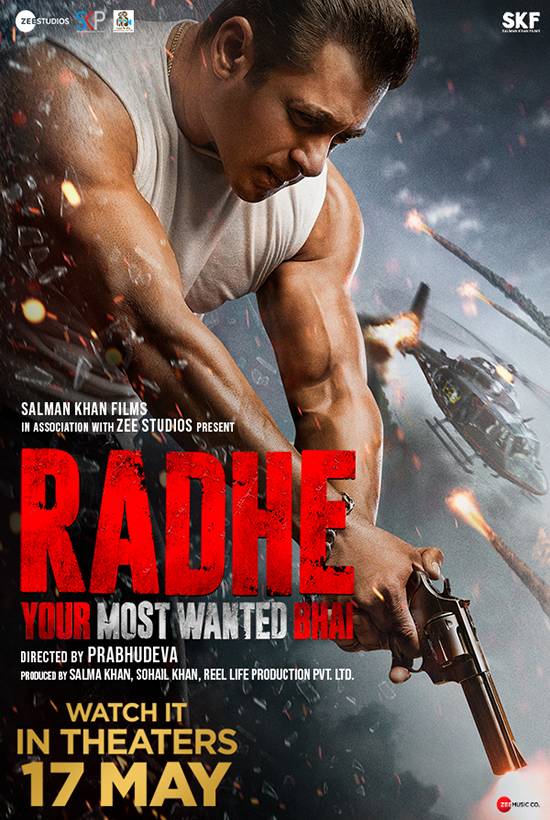 ZEE STUDIOS
SKP
SKF
SALMAN KHAN FILMS
SALMAN KHAN FILMS
IN ASSOCIATION WITH ZEE STUDIOS PRESENT
RADHE
YOUR MOST WANTED BHAI
DIRECTED BY PRABHUDEVA
PRODUCED BY SALMA KHAN, SOHAIL KHAN, REEL LIFE PRODUCTION PVT. LTD.
WATCH IT
IN THEATERS
17 MAY
ZEE MUSIC CO.